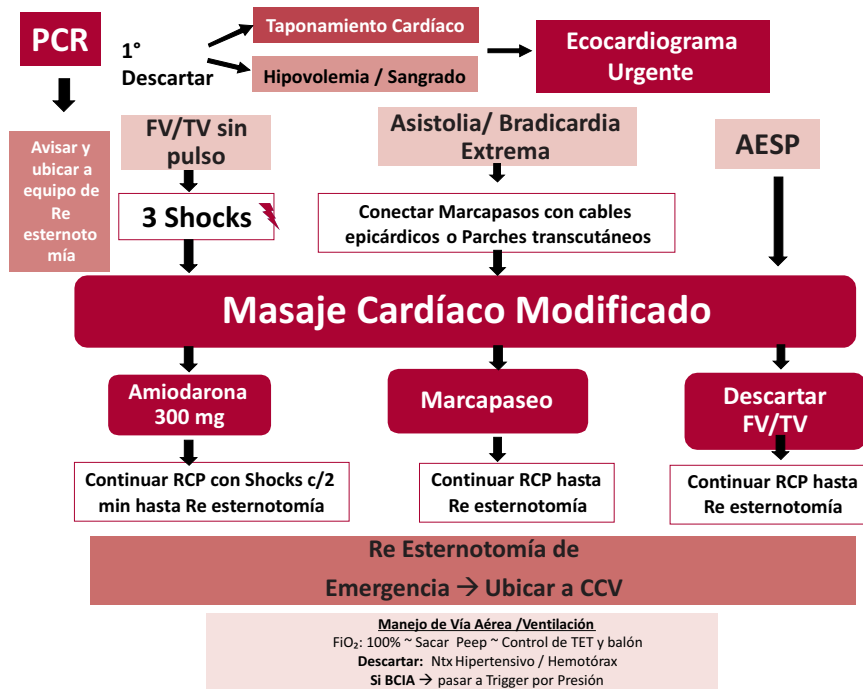 PCR
1°
Descartar
Taponamiento Cardíaco
Hipovolemia / Sangrado
Ecocardiograma
Urgente
Avisar y
ubicar a
equipo de
Re
esternoto
mía
FV/TV sin
pulso
Asistolia/ Bradicardia
Extrema
AESP
3 Shocks
Conectar Marcapasos con cables
epicárdicos o Parches transcutáneos
Masaje Cardíaco Modificado
Amiodarona
300 mg
Marcapaseo
Descartar
FV/TV
Continuar RCP con Shocks c/2
min hasta Re esternotomía
Continuar RCP hasta
Re esternotomía
Continuar RCP hasta
Re esternotomía
Re Esternotomía de
Emergencia → Ubicar a CCV
Manejo de Vía Aérea /Ventilación
FiO₂: 100% ~ Sacar Peep ~ Control de TET y balón
Descartar: Ntx Hipertensivo / Hemotórax
Si BCIA → pasar a Trigger por Presión